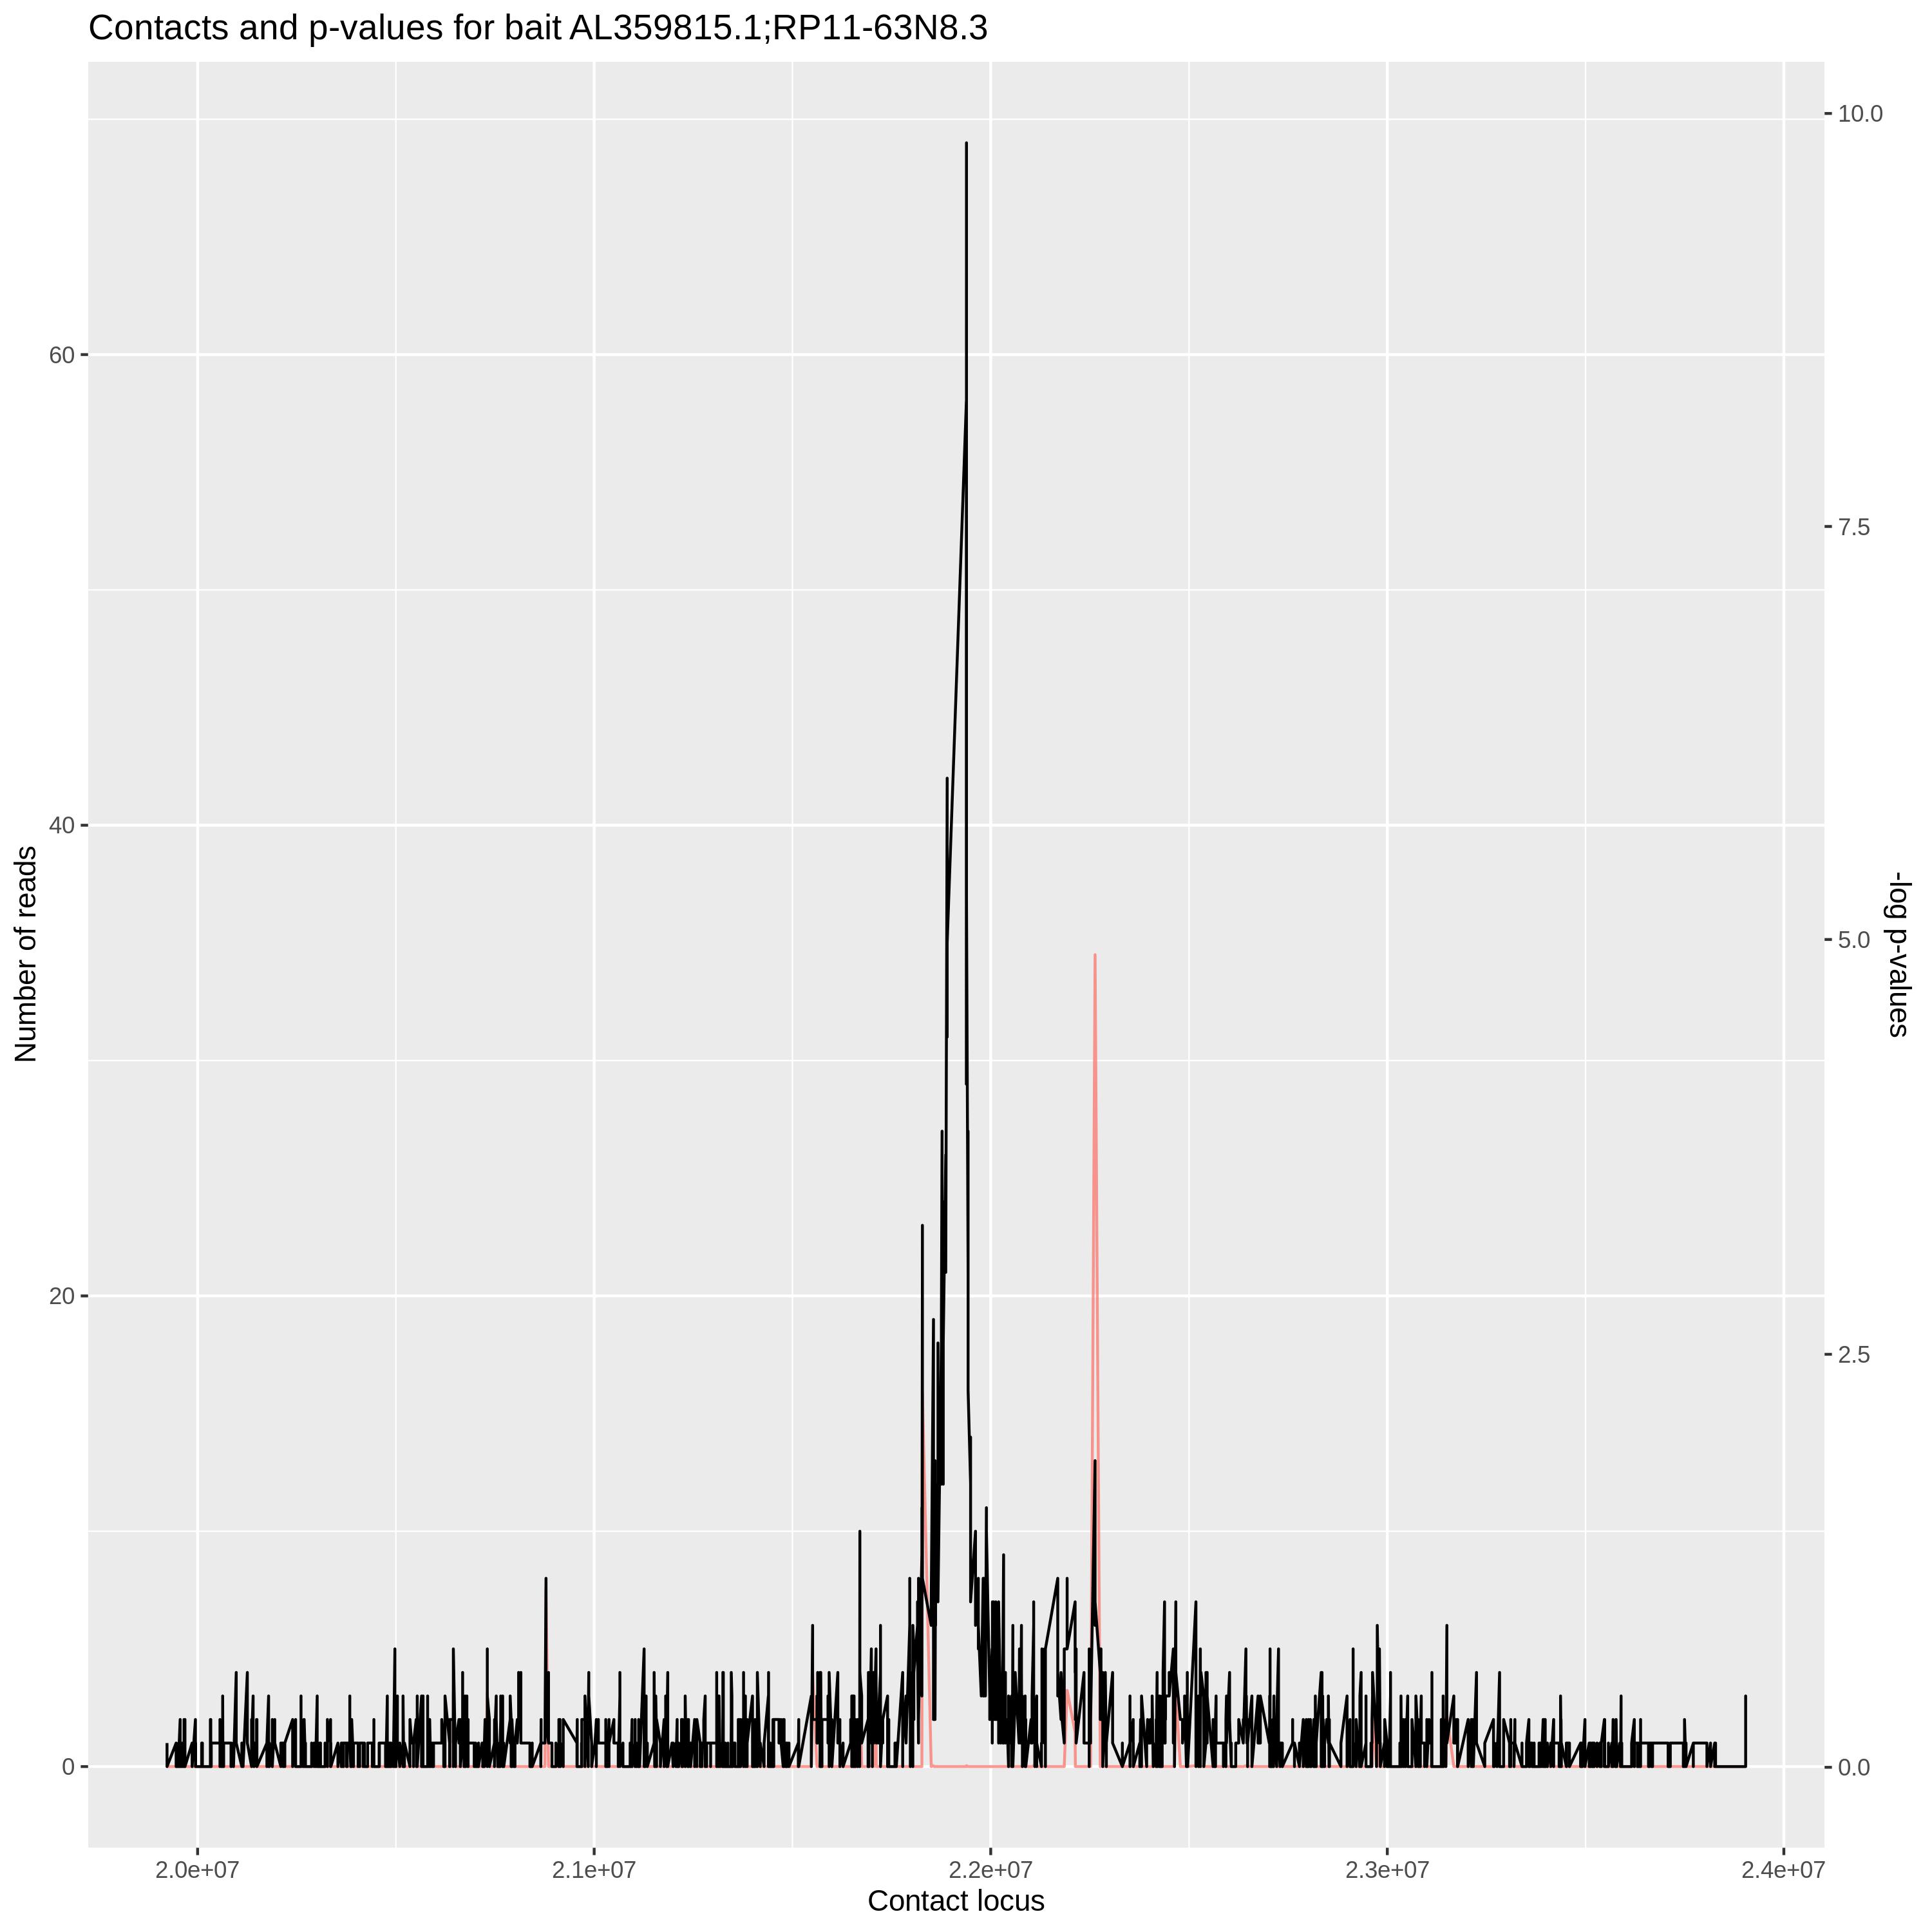 Contacts and p-values for bait AL359815.1;RP11-63N8.3
Number of reads
60
40
20
0
10.0
7.5
5.0
2.5
0.0
-log p-values
2.0e+07
2.1e+07
2.2e+07
2.3e+07
2.4e+07
Contact locus